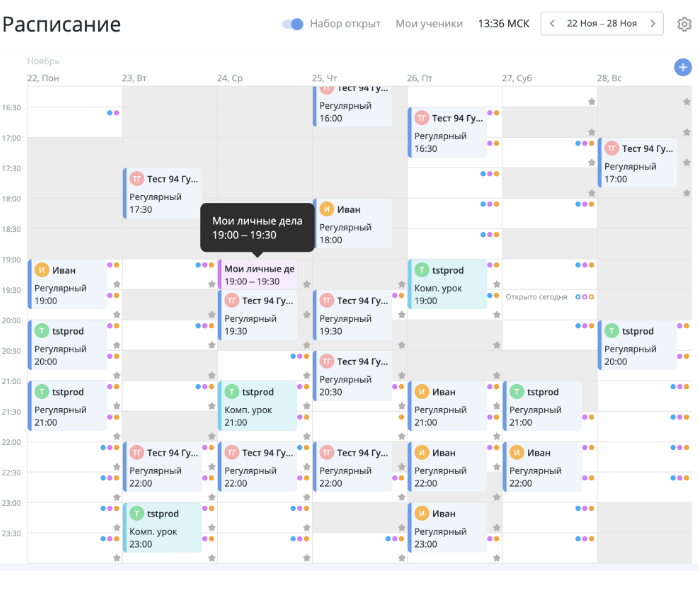 Расписание
Набор открыт
Мои ученики
13:36 МСК
22 Ноя – 28 Ноя
Ноябрь
22, Пон
23, Вт
24, Ср
25, Чт
26, Пт
27, Суб
28, Вс
16:30
17:00
17:30
18:00
18:30
19:00
19:30
20:00
20:30
21:00
21:30
22:00
22:30
23:00
23:30
И Иван
Регулярный
19:00
T tstprod
Регулярный
20:00
T tstprod
Регулярный
21:00
ТГ Тест 94 Гу...
Регулярный
17:30
ТГ Тест 94 Гу...
Регулярный
22:00
T tstprod
Комп. урок
23:00
Мои личные дела
19:00 – 19:30
Мои личные де
19:00 – 19:30
ТГ Тест 94 Гу...
Регулярный
19:30
T tstprod
Комп. урок
21:00
ТГ Тест 94 Гу...
Регулярный
22:00
ТГ Тест 94 Гу...
Регулярный
16:00
И Иван
Регулярный
18:00
ТГ Тест 94 Гу...
Регулярный
19:30
ТГ Тест 94 Гу...
Регулярный
20:30
ТГ Тест 94 Гу...
Регулярный
22:00
ТГ Тест 94 Гу...
Регулярный
16:30
T tstprod
Комп. урок
19:00
И Иван
Регулярный
21:00
И Иван
Регулярный
22:00
И Иван
Регулярный
23:00
Открыто сегодня
T tstprod
Регулярный
21:00
И Иван
Регулярный
22:00
ТГ Тест 94 Гу...
Регулярный
17:00
T tstprod
Регулярный
20:00